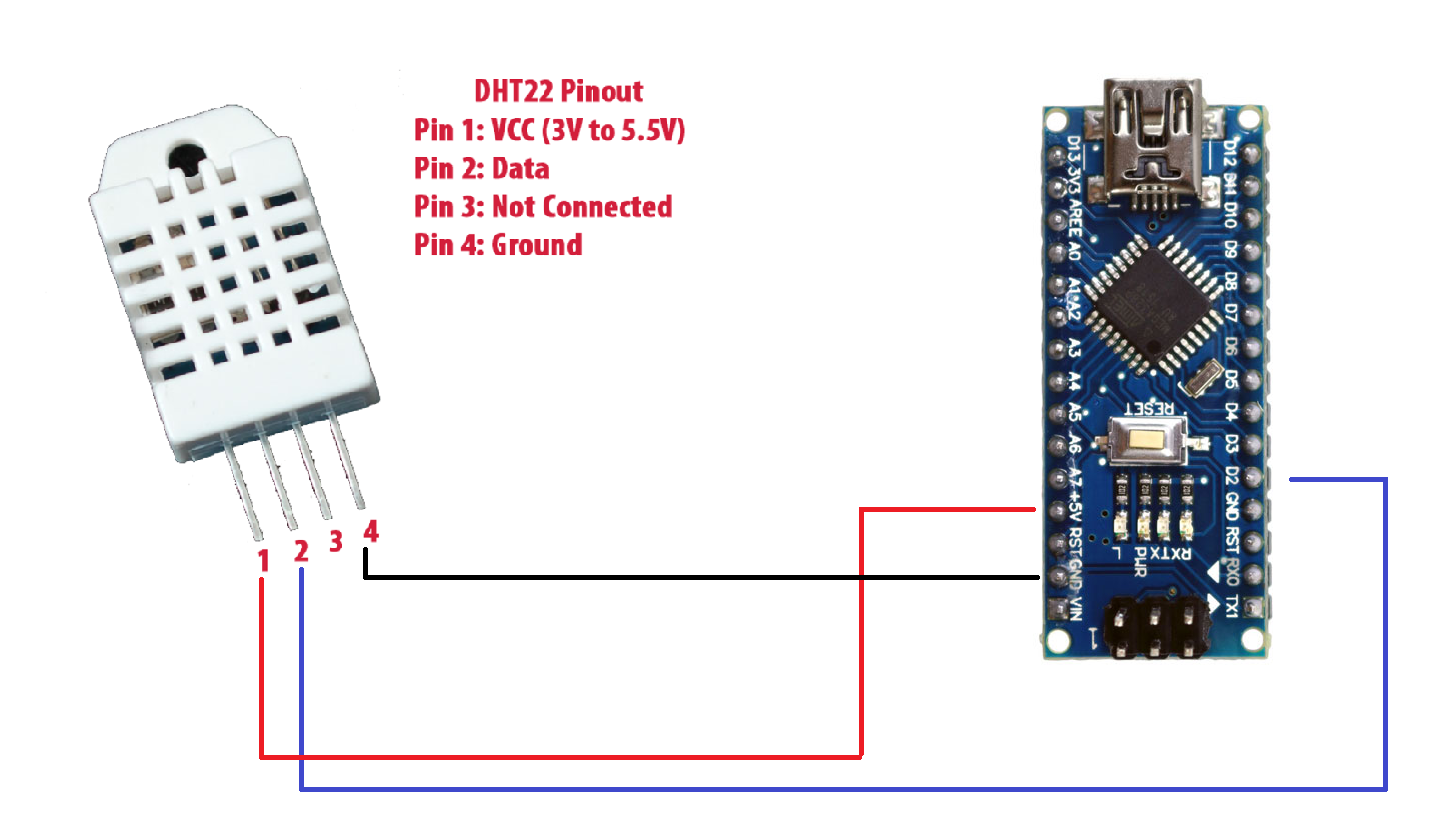 DHT22 Pinout
Pin 1: VCC (3V to 5.5V)
Pin 2: Data
Pin 3: Not Connected
Pin 4: Ground
1
2
3
4
D13
3V3
AREF
A0
A1
A2
A3
A4
A5
A6
A7
+5V
RST
GND
VIN
D12
D11
D10
D9
D8
D7
D6
D5
D4
D3
D2
GND
RST
RX0
TX1
RESET
L
PWR
TX
RX
1